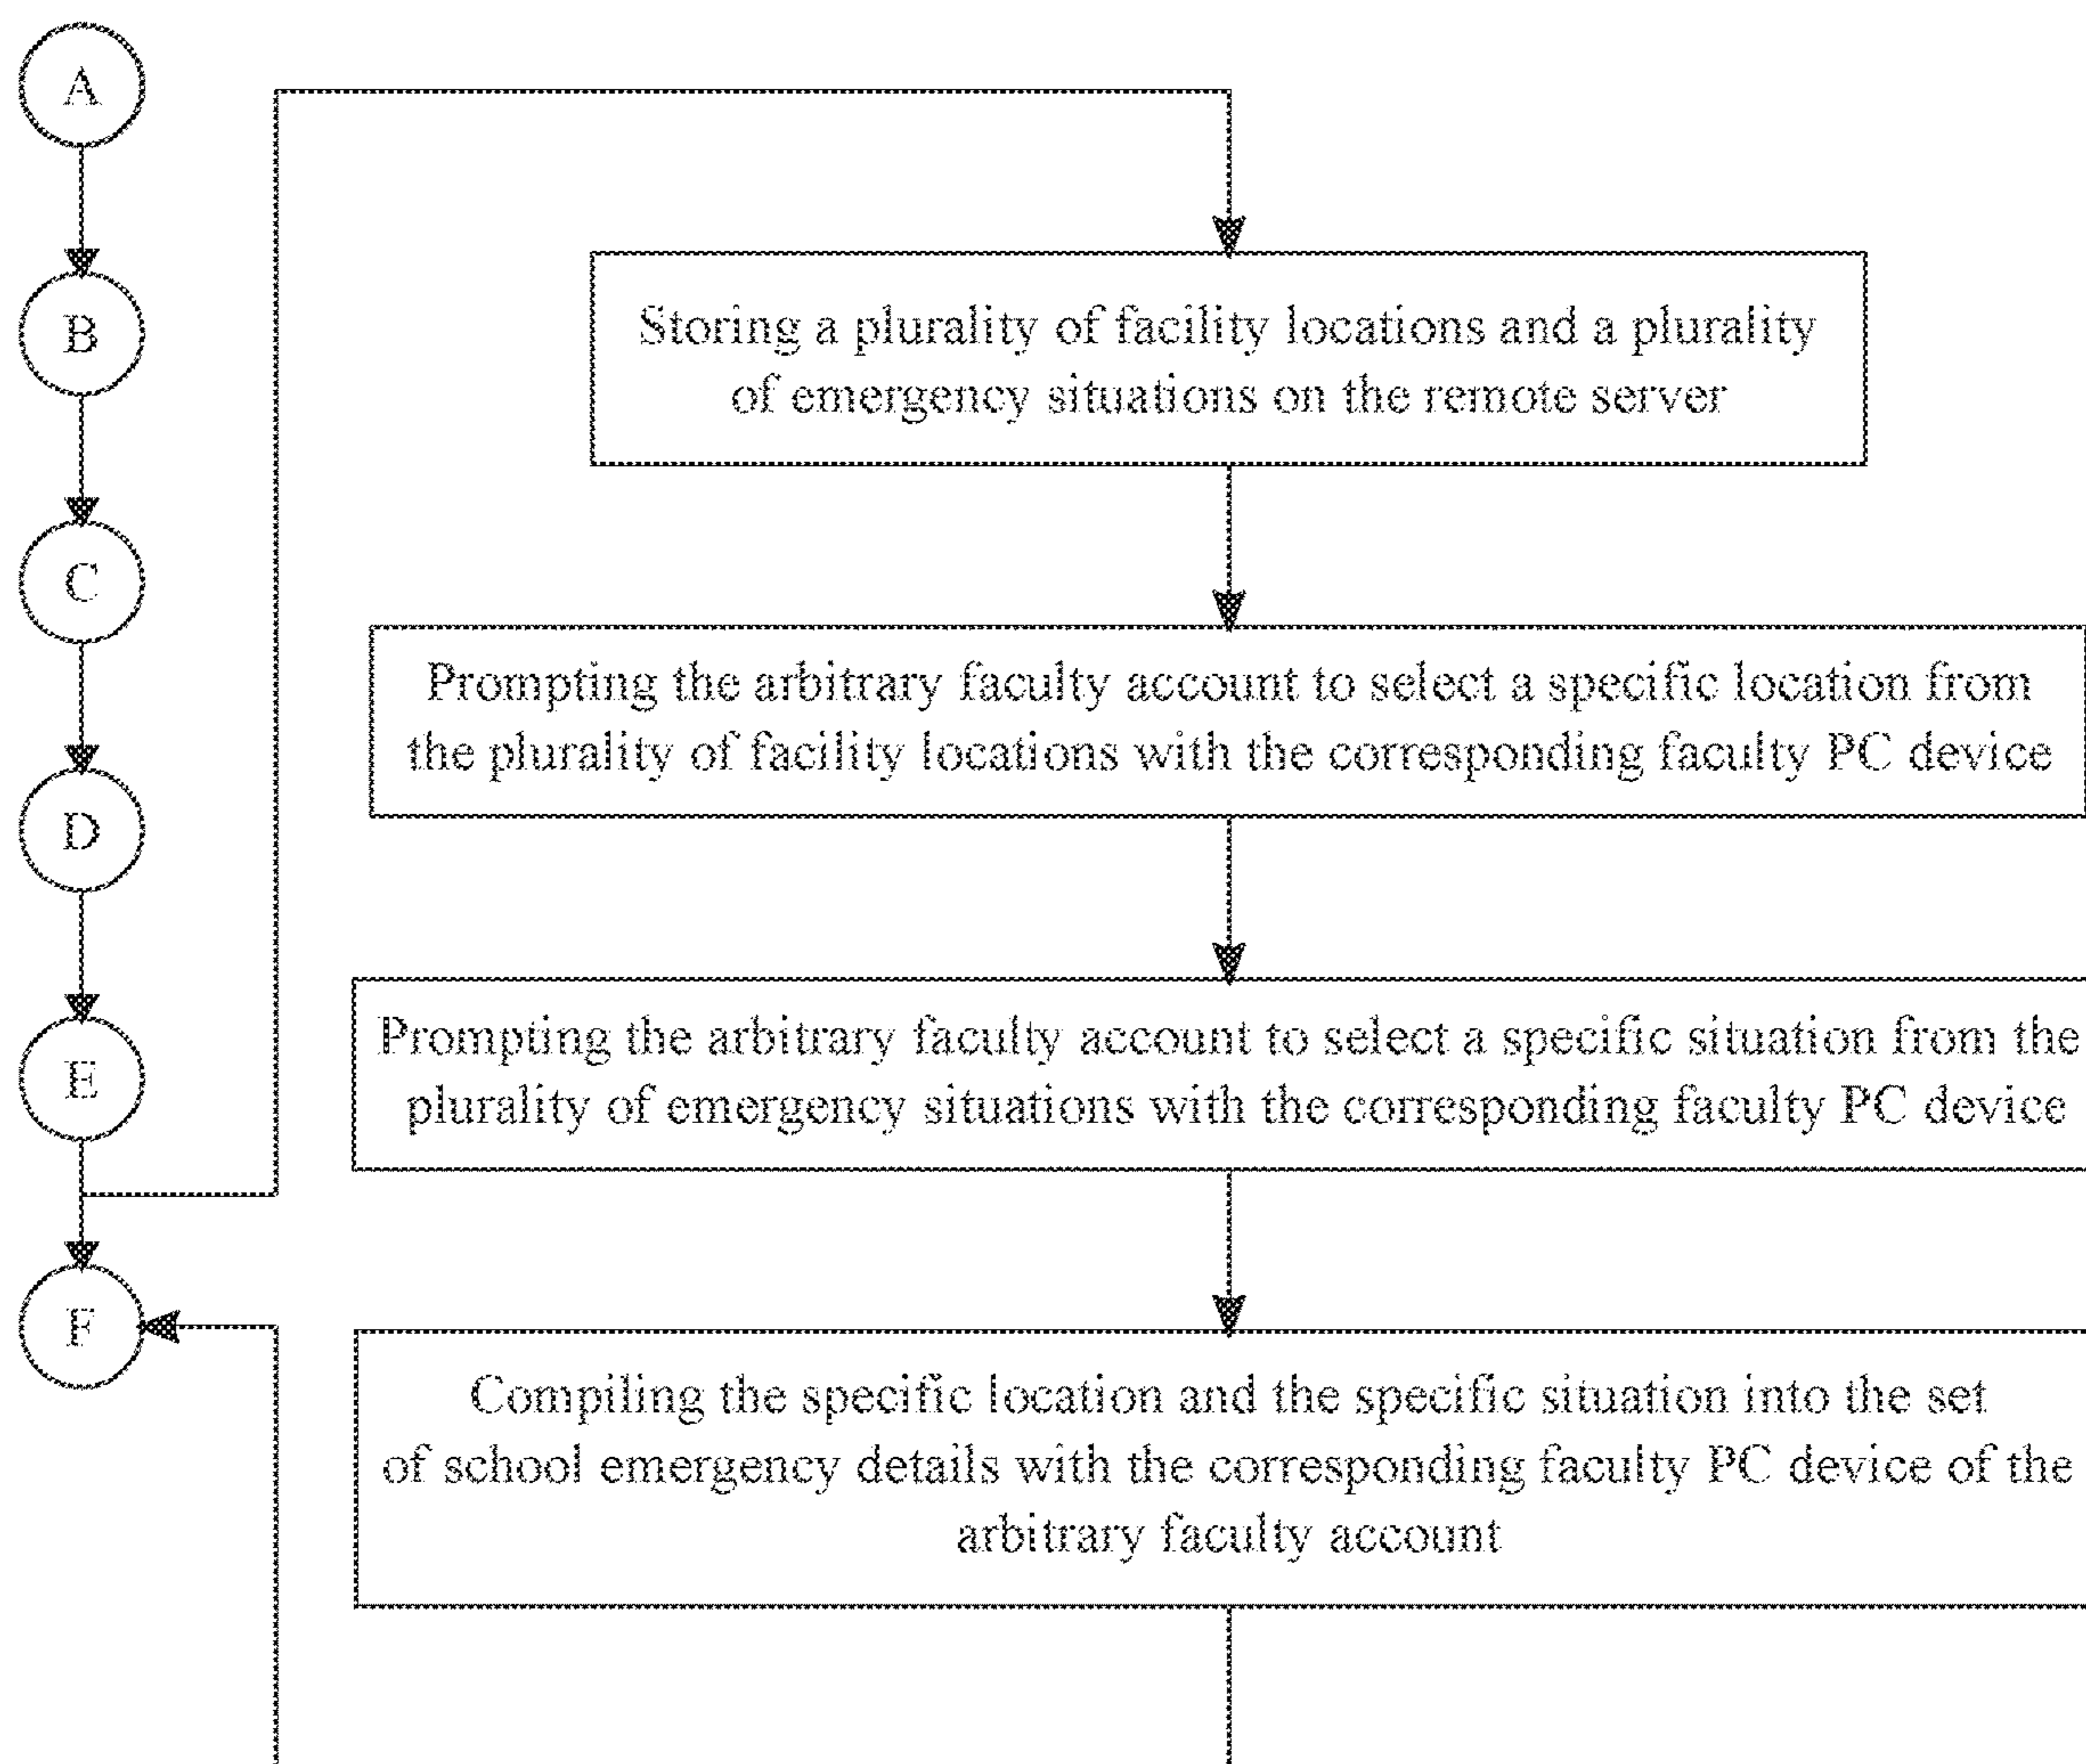 A
B
C
D
E
F
Storing a plurality of facility locations and a plurality
of emergency situations on the remote server
Prompting the arbitrary faculty account to select a specific location from
the plurality of facility locations with the corresponding faculty PC device
Prompting the arbitrary faculty account to select a specific situation from the
plurality of emergency situations with the corresponding faculty PC device
Compiling the specific location and the specific situation into the set
of school emergency details with the corresponding faculty PC device of the
arbitrary faculty account